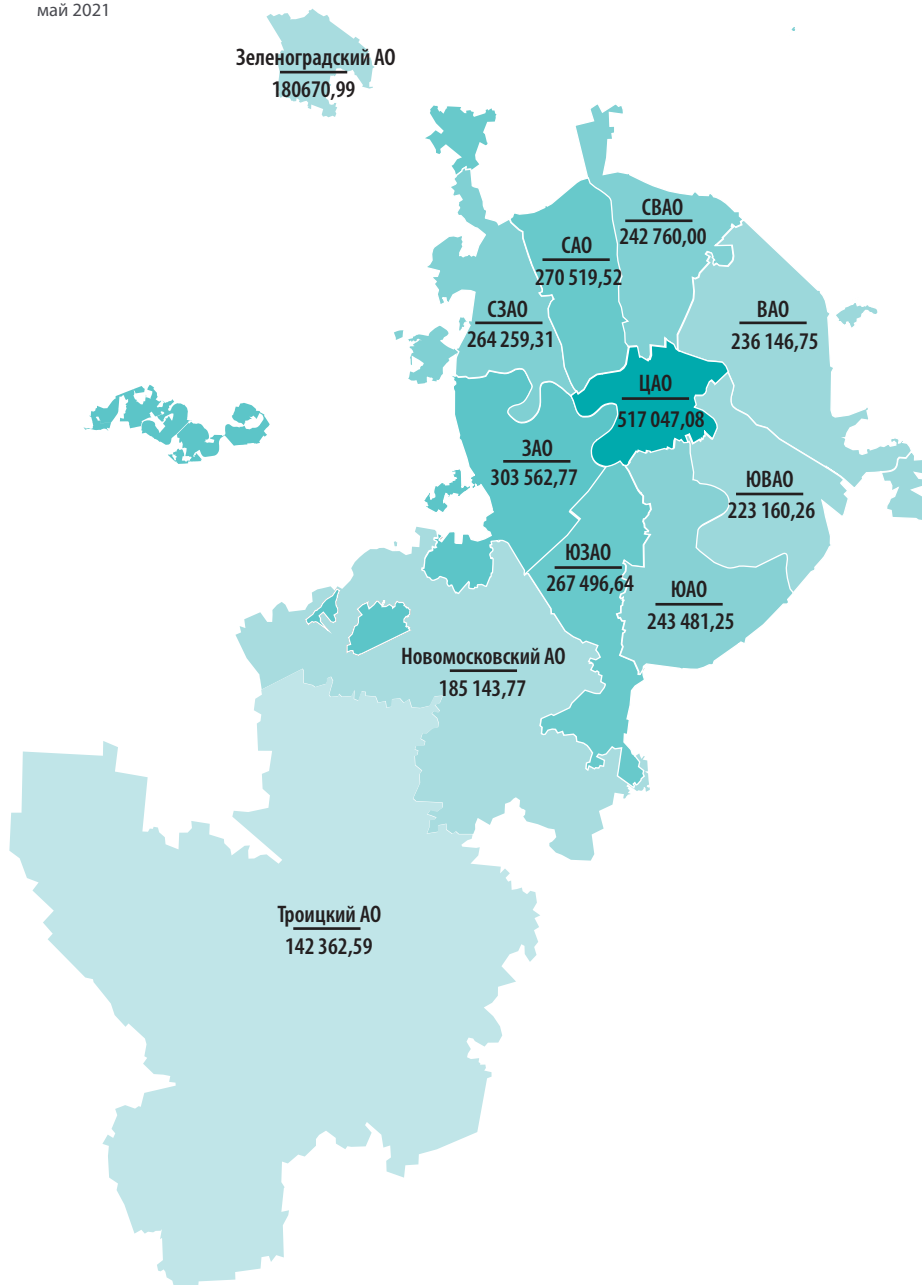 май 2021
Зеленоградский АО
180670,99
СВАО
242 760,00
САО
270 519,52
СЗАО
264 259,31
ВАО
236 146,75
ЦАО
517 047,08
ЗАО
303 562,77
ЮВАО
223 160,26
ЮЗАО
267 496,64
ЮАО
243 481,25
Новомосковский АО
185 143,77
Троицкий АО
142 362,59